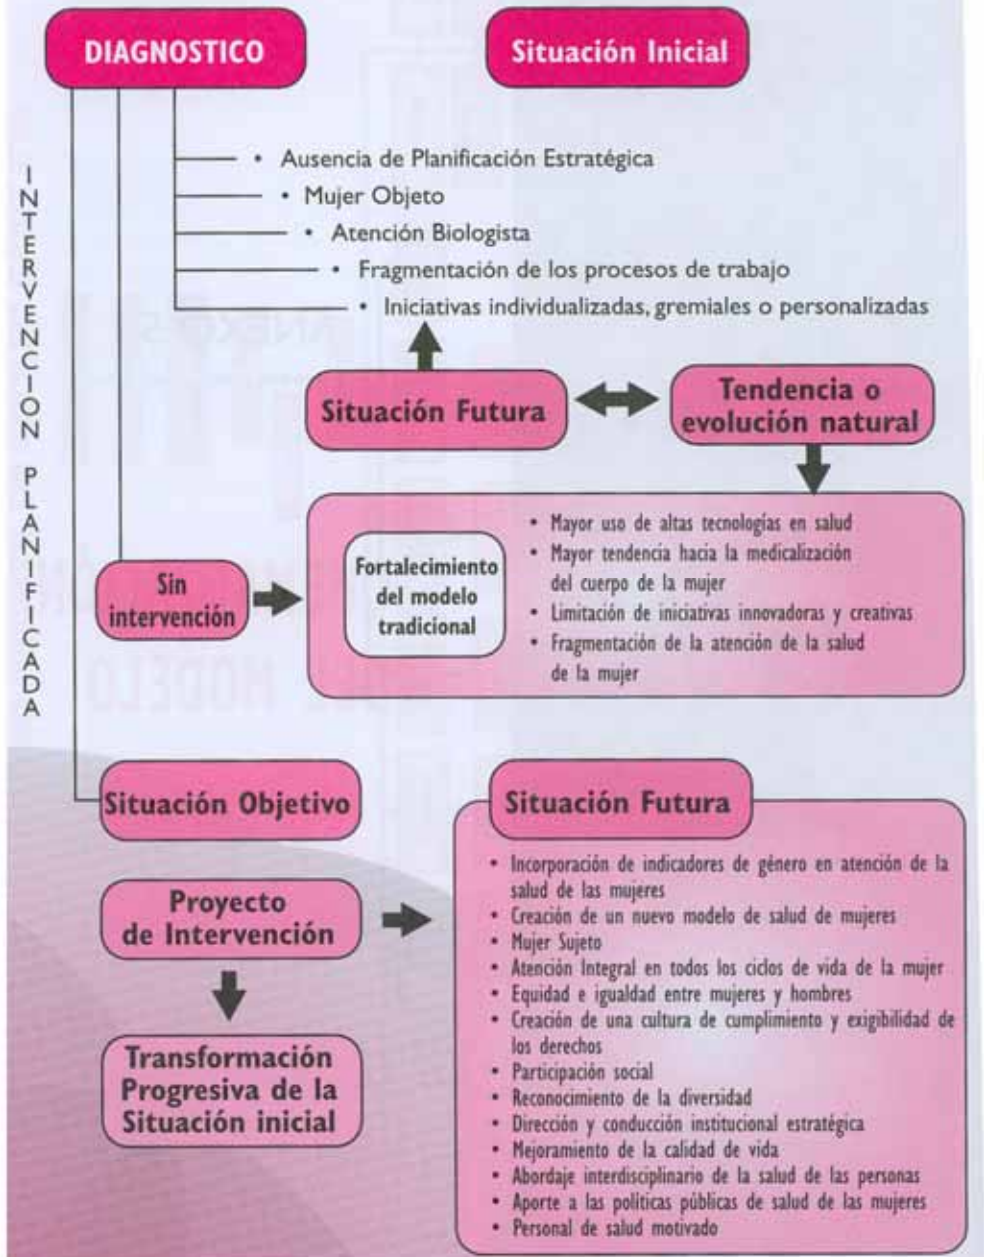 DIAGNOSTICO
Situación Inicial
INTERVENCION PLANIFICADA
• Ausencia de Planificación Estratégica
• Mujer Objeto
• Atención Biologista
• Fragmentación de los procesos de trabajo
• Iniciativas individualizadas, gremiales o personalizadas
Situación Futura
Tendencia o
evolución natural
Sin
intervención
Fortalecimiento
del modelo
tradicional
• Mayor uso de altas tecnologías en salud
• Mayor tendencia hacia la medicalización
del cuerpo de la mujer
• Limitación de iniciativas innovadoras y creativas
• Fragmentación de la atención de la salud
de la mujer
Situación Objetivo
Proyecto
de Intervención
Transformación
Progresiva de la
Situación inicial
Situación Futura
• Incorporación de indicadores de género en atención de la
salud de las mujeres
• Creación de un nuevo modelo de salud de mujeres
• Mujer Sujeto
• Atención Integral en todos los ciclos de vida de la mujer
• Equidad e igualdad entre mujeres y hombres
• Creación de una cultura de cumplimiento y exigibilidad de
los derechos
• Participación social
• Reconocimiento de la diversidad
• Dirección y conducción institucional estratégica
• Mejoramiento de la calidad de vida
• Abordaje interdisciplinario de la salud de las personas
• Aporte a las políticas públicas de salud de las mujeres
• Personal de salud motivado